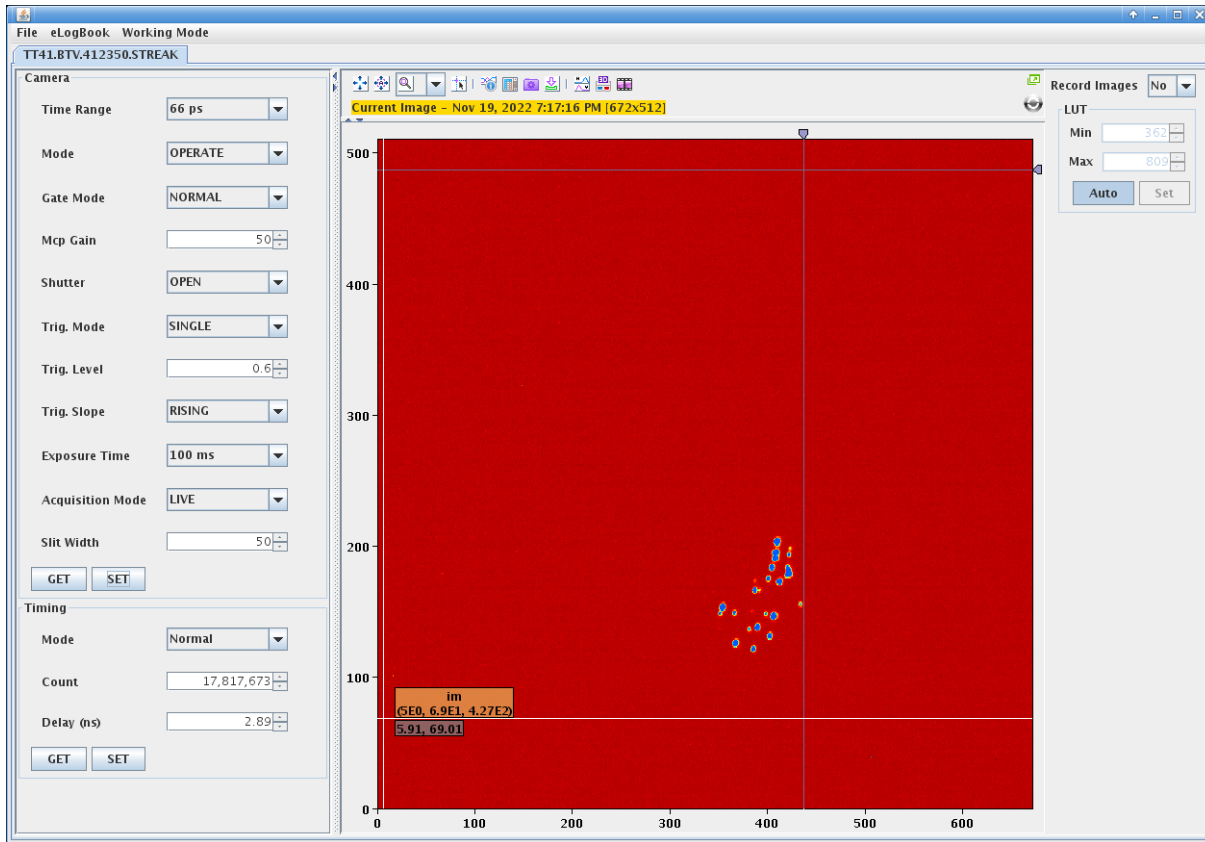 File eLogBook Working Mode
TT41.BTV.412350.STREAK
Camera
Time Range 66 ps
Mode OPERATE
Gate Mode NORMAL
Mcp Gain 50
Shutter OPEN
Trig. Mode SINGLE
Trig. Level 0.6
Trig. Slope RISING
Exposure Time 100 ms
Acquisition Mode LIVE
Slit Width 50
GET SET
Timing
Mode Normal
Count 17,817,673
Delay (ns) 2.89
GET SET
Current Image - Nov 19, 2022 7:17:16 PM [672x512]
500
400
300
200
100
0
im
(5E0, 6.9E1, 4.27E2)
5.91, 69.01
0 100 200 300 400 500 600
Record Images No
LUT
Min 362
Max 809
Auto Set